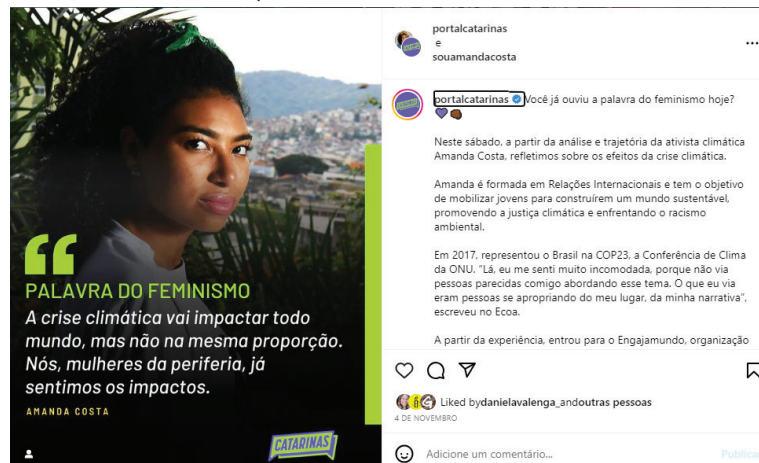 PALAVRA DO FEMINISMO
A crise climática vai impactar todo
mundo, mas não na mesma proporção.
Nós, mulheres da periferia, já
sentimos os impactos.
AMANDA COSTA
CATARINAS
portalcatarinas
e
souamandacosta
portalcatarinas Você já ouviu a palavra do feminismo hoje?
Neste sábado, a partir da análise e trajetória da ativista climática
Amanda Costa, refletimos sobre os efeitos da crise climática.
Amanda é formada em Relações Internacionais e tem o objetivo
de mobilizar jovens para construírem um mundo sustentável,
promovendo a justiça climática e enfrentando o racismo
ambiental.
Em 2017, representou o Brasil na COP23, a Conferência de Clima
da ONU. "Lá, eu me senti muito incomodada, porque não via
pessoas parecidas comigo abordando esse tema. O que eu via
eram pessoas se apropriando do meu lugar, da minha narrativa",
escreveu no Ecoa.
A partir da experiência, entrou para o Engajamundo, organização
Liked bydanielavalenga_andoutras pessoas
4 DE NOVEMBRO
Adicione um comentário...